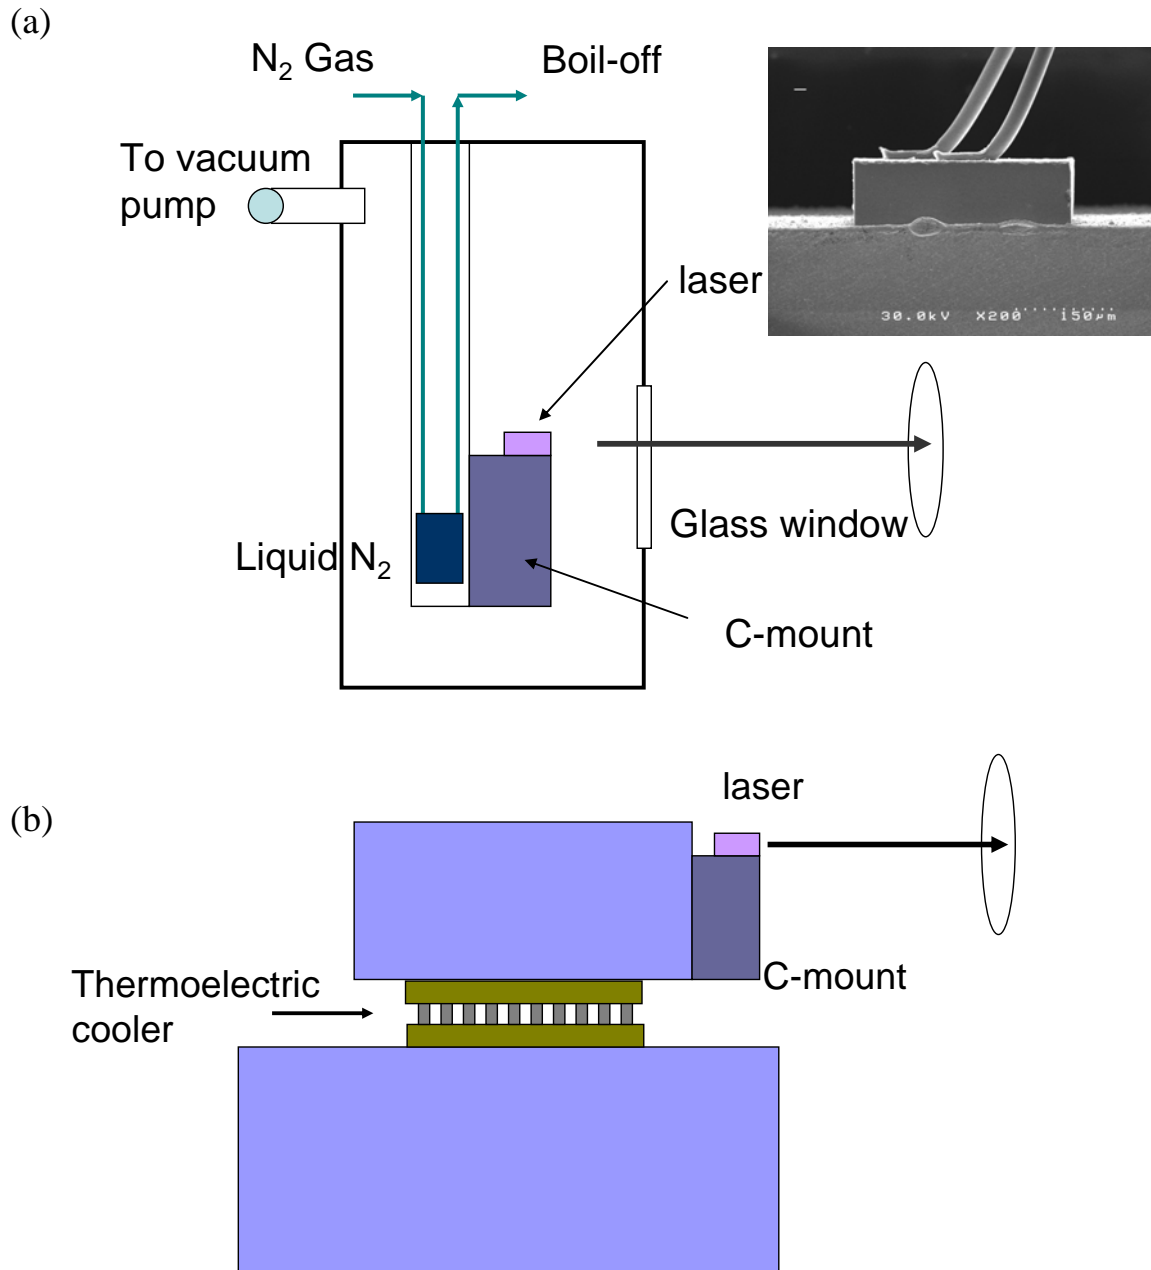 (a)
N₂ Gas
Boil-off
To vacuum
pump
laser
30.0kV X200 150µm
Glass window
Liquid N₂
C-mount
(b)
laser
C-mount
Thermoelectric
cooler